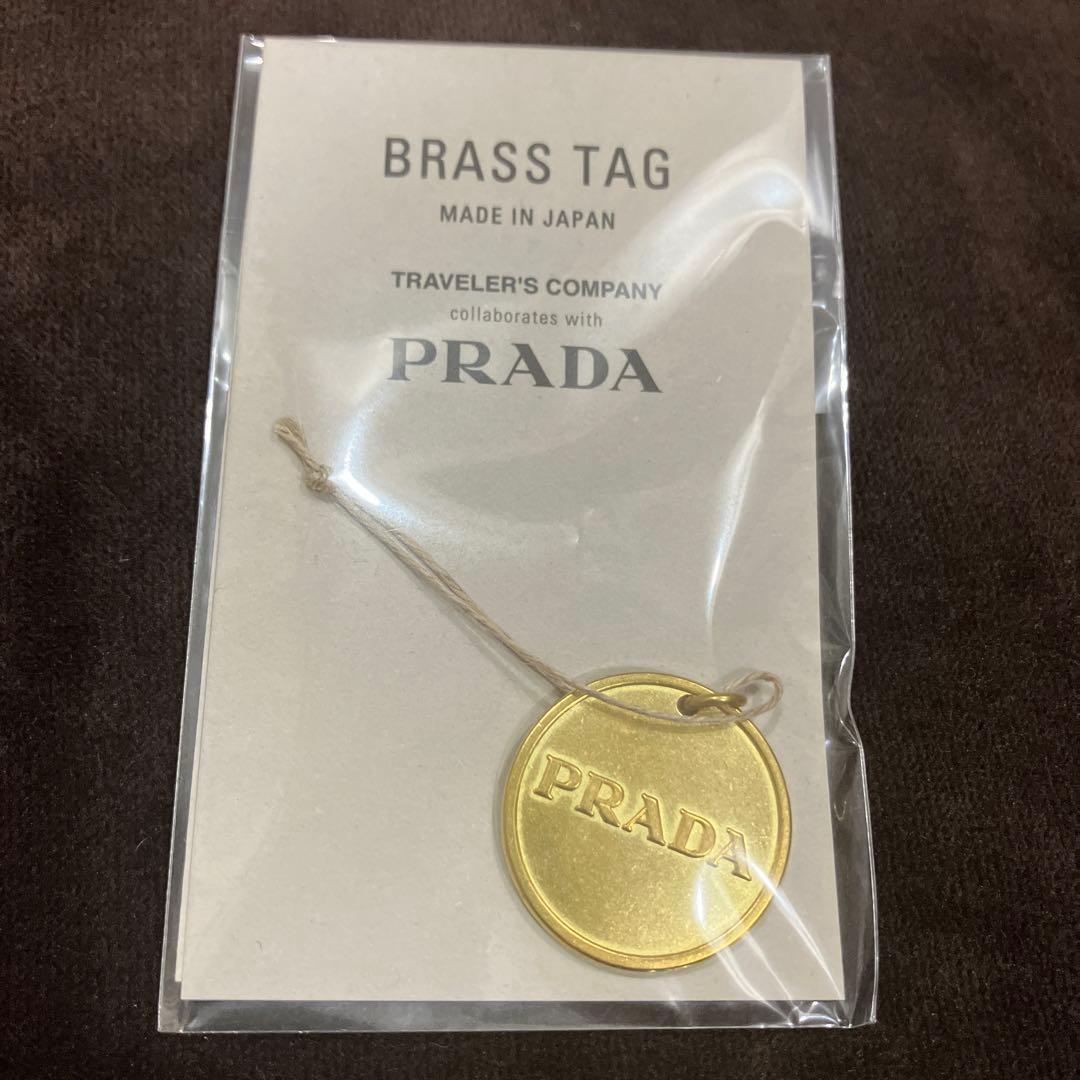 BRASS TAG
MADE IN JAPAN
TRAVELER'S COMPANY
collaborates with
PRADA
PRADA